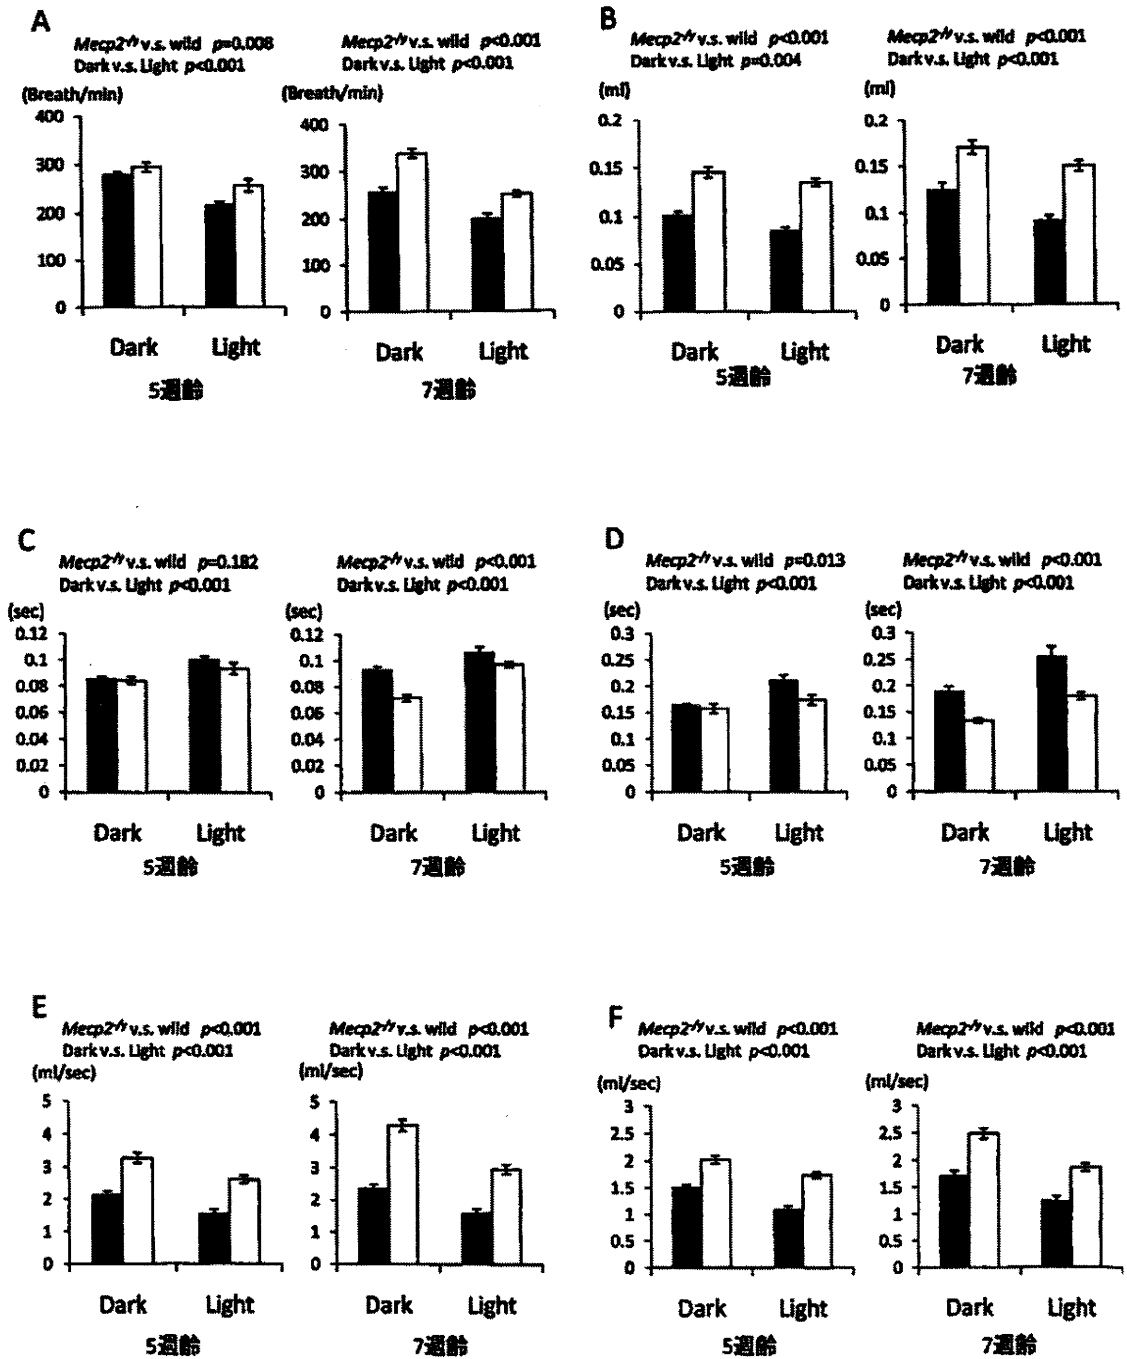 A
Mecp2-/y v.s. wild p=0.008
Dark v.s. Light p<0.001
(Breath/min)
400
300
200
100
0
Dark Light
5週齢
Mecp2-/y v.s. wild p<0.001
Dark v.s. Light p<0.001
(Breath/min)
400
300
200
100
0
Dark Light
7週齢
B
Mecp2-/y v.s. wild p<0.001
Dark v.s. Light p=0.004
(ml)
0.2
0.15
0.1
0.05
0
Dark Light
5週齢
Mecp2-/y v.s. wild p<0.001
Dark v.s. Light p<0.001
(ml)
0.2
0.15
0.1
0.05
0
Dark Light
7週齢
C
Mecp2-/y v.s. wild p=0.182
Dark v.s. Light p<0.001
(sec)
0.12
0.1
0.08
0.06
0.04
0.02
0
Dark Light
5週齢
Mecp2-/y v.s. wild p<0.001
Dark v.s. Light p<0.001
(sec)
0.12
0.1
0.08
0.06
0.04
0.02
0
Dark Light
7週齢
D
Mecp2-/y v.s. wild p=0.013
Dark v.s. Light p<0.001
(sec)
0.3
0.25
0.2
0.15
0.1
0.05
0
Dark Light
5週齢
Mecp2-/y v.s. wild p<0.001
Dark v.s. Light p<0.001
(sec)
0.3
0.25
0.2
0.15
0.1
0.05
0
Dark Light
7週齢
E
Mecp2-/y v.s. wild p<0.001
Dark v.s. Light p<0.001
(ml/sec)
5
4
3
2
1
0
Dark Light
5週齢
Mecp2-/y v.s. wild p<0.001
Dark v.s. Light p<0.001
(ml/sec)
5
4
3
2
1
0
Dark Light
7週齢
F
Mecp2-/y v.s. wild p<0.001
Dark v.s. Light p<0.001
(ml/sec)
3
2.5
2
1.5
1
0.5
0
Dark Light
5週齢
Mecp2-/y v.s. wild p<0.001
Dark v.s. Light p<0.001
(ml/sec)
3
2.5
2
1.5
1
0.5
0
Dark Light
7週齢